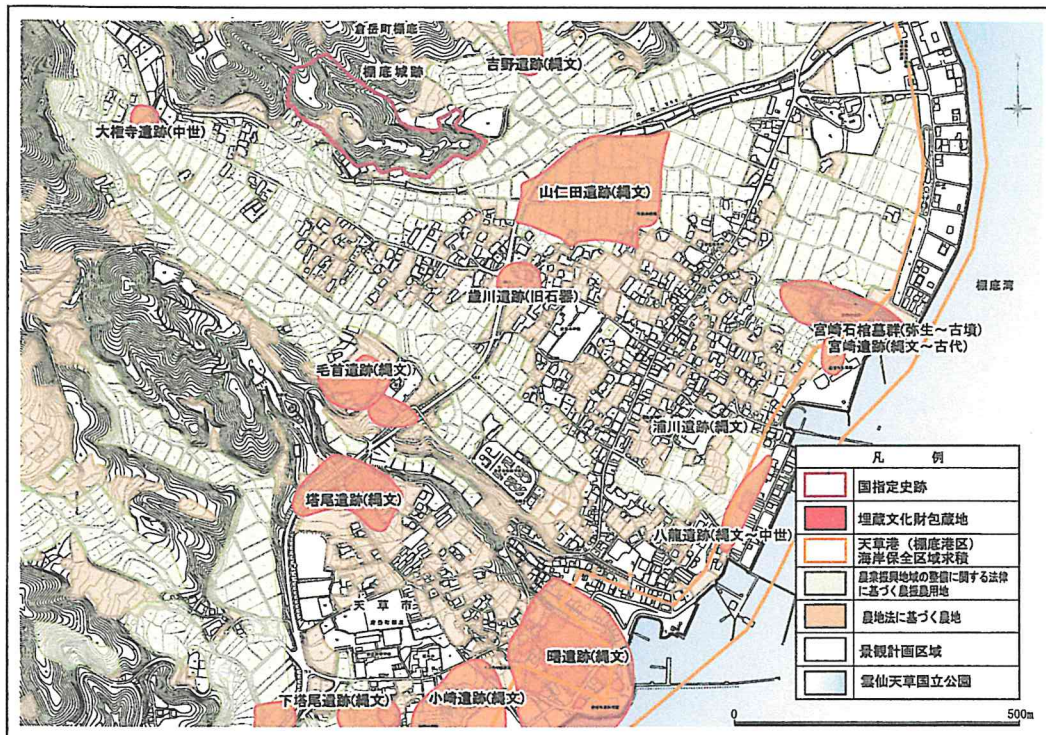 倉岳町棚底
棚底城跡
吉野遺跡(縄文)
大権寺遺跡(中世)
山仁田遺跡(縄文)
歳川遺跡(旧石器)
棚底湾
宮崎石棺墓群(弥生～古墳)
宮崎遺跡(縄文～古代)
毛首遺跡(縄文)
浦川遺跡(縄文)
塔尾遺跡(縄文)
八龍遺跡(縄文～中世)
天草市
曙遺跡(縄文)
小崎遺跡(縄文)
下塔尾遺跡(縄文)
凡例
国指定史跡
埋蔵文化財包蔵地
天草港（棚底港区）
海岸保全区域求積
農業振興地域の整備に関する法律
に基づく農振農用地
農地法に基づく農地
景観計画区域
雲仙天草国立公園
0 500m